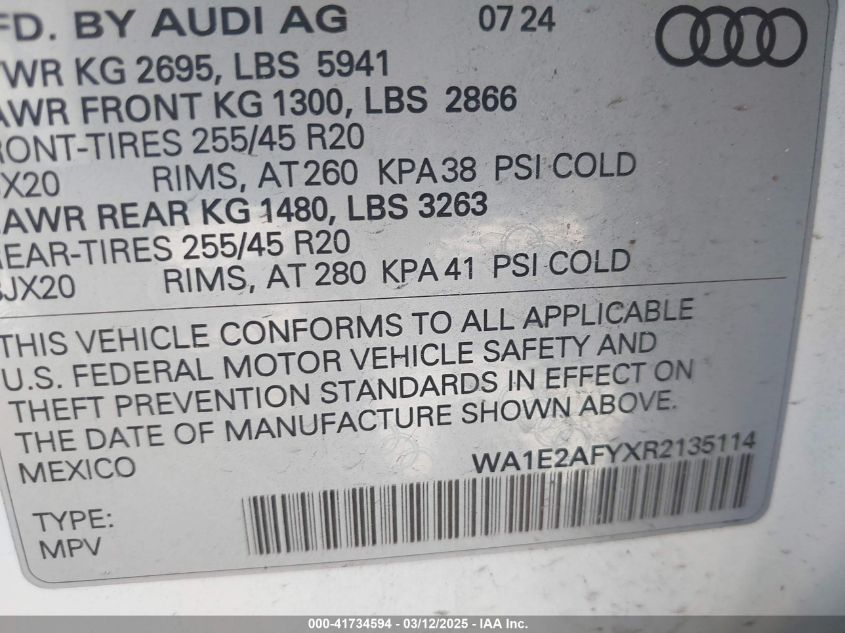 FD. BY AUDI AG 07 24
VWR KG 2695, LBS 5941
AWR FRONT KG 1300, LBS 2866
RONT-TIRES 255/45 R20
JX20 RIMS, AT 260 KPA 38 PSI COLD
AWR REAR KG 1480, LBS 3263
EAR-TIRES 255/45 R20
8JX20 RIMS, AT 280 KPA 41 PSI COLD
THIS VEHICLE CONFORMS TO ALL APPLICABLE
U.S. FEDERAL MOTOR VEHICLE SAFETY AND
THEFT PREVENTION STANDARDS IN EFFECT ON
THE DATE OF MANUFACTURE SHOWN ABOVE.
MEXICO WA1E2AFYXR2135114
TYPE:
MPV
000-41734594 - 03/12/2025 - WA Inc.